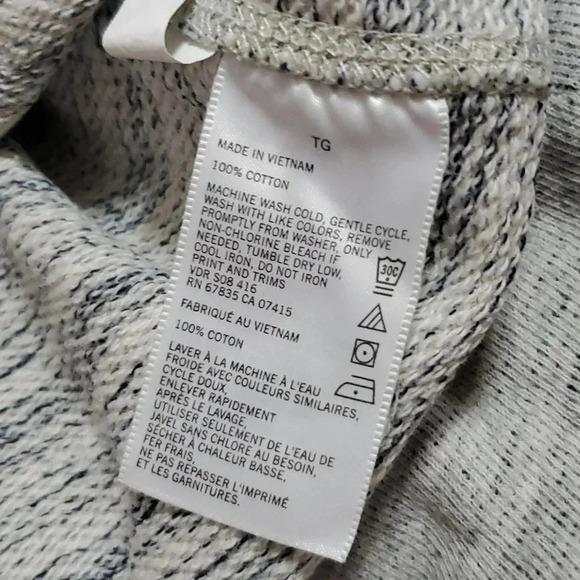 TG
MADE IN VIETNAM
100% COTTON
MACHINE WASH COLD, GENTLE CYCLE,
WASH WITH LIKE COLORS, REMOVE
PROMPTLY FROM WASHER, ONLY
NON-CHLORINE BLEACH IF
NEEDED, TUMBLE DRY LOW,
COOL IRON, DO NOT IRON
PRINT AND TRIMS
VDR S08 416
RN 67835 CA 07415
30C
FABRIQUÉ AU VIETNAM
100% COTON
LAVER À LA MACHINE À L'EAU
FROIDE AVEC COULEURS SIMILAIRES,
CYCLE DOUX,
ENLEVER RAPIDEMENT
APRÈS LE LAVAGE,
UTILISER SEULEMENT DE L'EAU DE
JAVEL SANS CHLORE AU BESOIN,
SÉCHER À CHALEUR BASSE,
FER FRAIS,
NE PAS REPASSER L'IMPRIMÉ
ET LES GARNITURES.